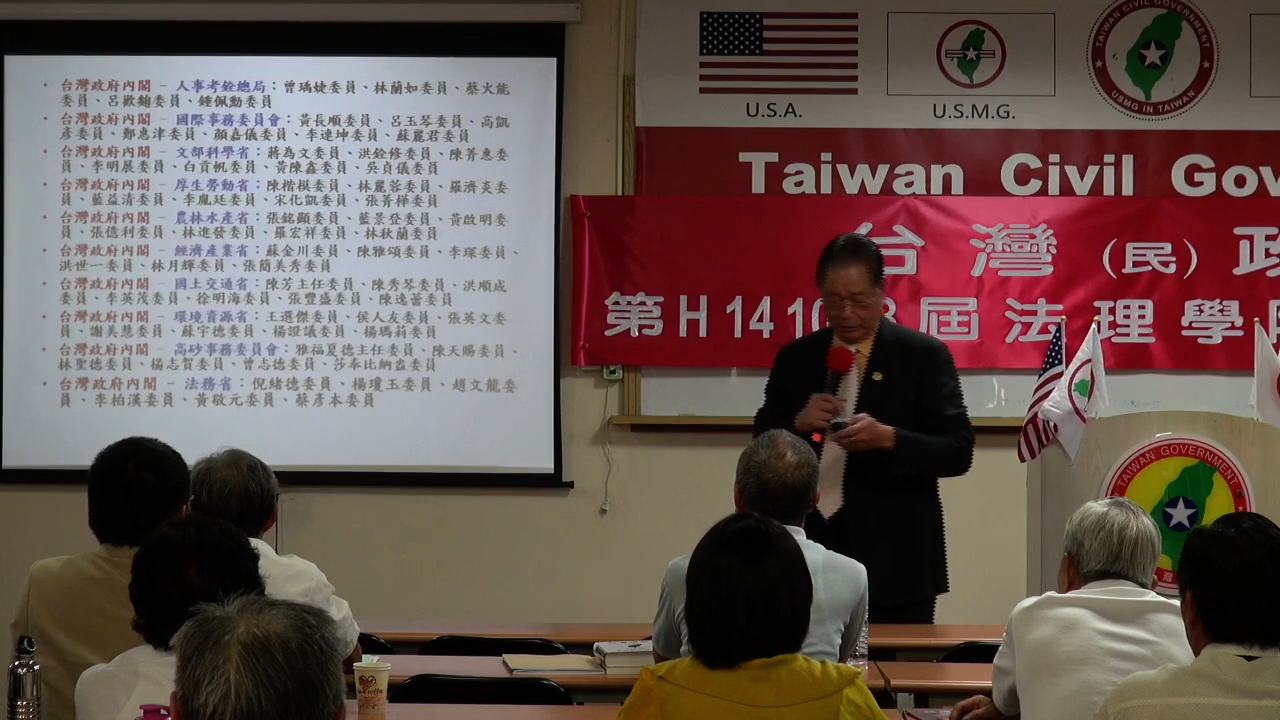 • 台灣政府內閣 – 人事考銓總局：曾瑀婕委員、林蘭如委員、蔡火能
委員、呂歡麵委員、鍾佩勳委員
• 台灣政府內閣 – 國際事務委員會：黃長順委員、呂玉琴委員、高凱
彥委員、鄭惠津委員、顏嘉儀委員、李達坤委員、蘇麗君委員
• 台灣政府內閣 – 文部科學省：蔣為文委員、洪銓修委員、陳菁惠委
員、李明展委員、白貢帆委員、黃陳鑫委員、吳貞儀委員
• 台灣政府內閣 – 厚生勞動省：陳楷模委員、林麗蓉委員、羅濟炎委
員、藍益清委員、李胤廷委員、宋化凱委員、張菁樺委員
• 台灣政府內閣 – 農林水產省：張銘顯委員、藍景登委員、黃啟明委
員、張億利委員、林進發委員、羅宏祥委員、林秋蘭委員
• 台灣政府內閣 – 經濟產業省：蘇金川委員、陳雅頌委員、李琛委員、
洪世一委員、林月輝委員、張簡美秀委員
• 台灣政府內閣 – 國土交通省：陳芳主任委員、陳秀琴委員、洪順成
委員、李英茂委員、徐明海委員、張豐盛委員、陳逸蕾委員
• 台灣政府內閣 – 環境資源省：王選傑委員、侯人友委員、張英文委
員、謝美慧委員、蘇宇德委員、楊證議委員、楊瑪莉委員
• 台灣政府內閣 – 高砂事務委員會：雅福夏德主任委員、陳天賜委員、
林聖德委員、楊志賀委員、曾志德委員、莎奉比納盎委員
• 台灣政府內閣 – 法務省：倪緒德委員、楊瓊玉委員、趙文龍委
員、李柏漢委員、黃敬元委員、蔡彥本委員
U.S.A.
U.S.M.G.
TAIWAN CIVIL GOVERNMENT
USMG IN TAIWAN
Taiwan Civil Gov
台灣(民)政
第H1410 屆法理學
TAIWAN GOVERNMENT
灣